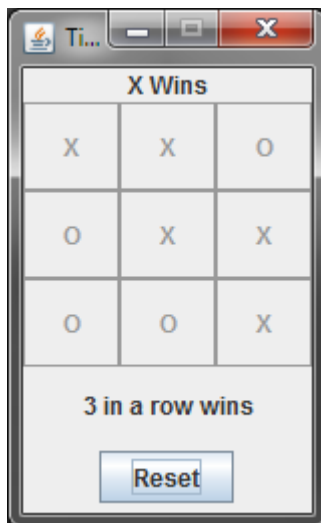 Ti...
X Wins
X X O
O X X
O O X
3 in a row wins
Reset